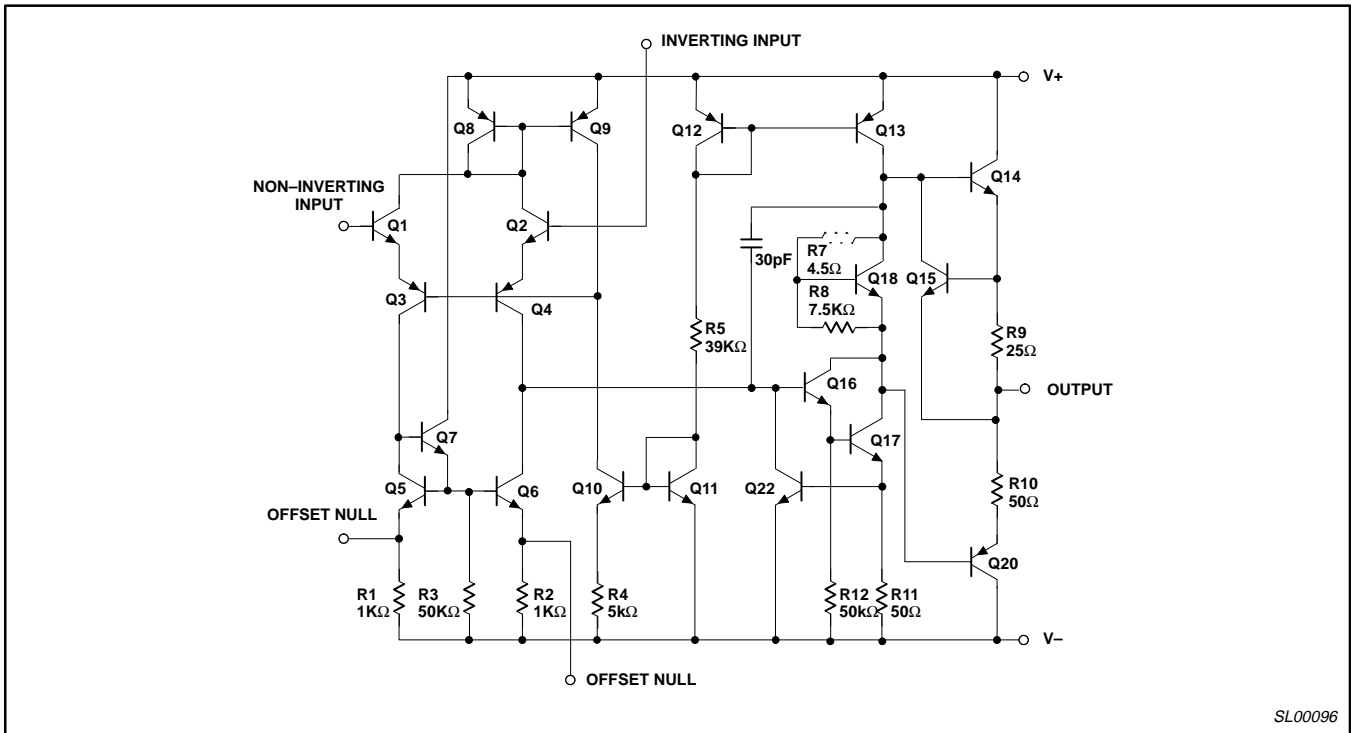 INVERTING INPUT
V+
Q8
Q9
Q12
Q13
Q14
NON–INVERTING
INPUT
Q1
Q2
30pF
R7
4.5Ω
Q18
Q15
Q3
Q4
R8
7.5KΩ
R5
39KΩ
R9
25Ω
Q16
OUTPUT
Q7
Q17
Q5
Q6
Q10
Q11
Q22
R10
50Ω
OFFSET NULL
Q20
R1
1KΩ
R3
50KΩ
R2
1KΩ
R4
5kΩ
R12
50kΩ
R11
50Ω
V–
OFFSET NULL
SL00096